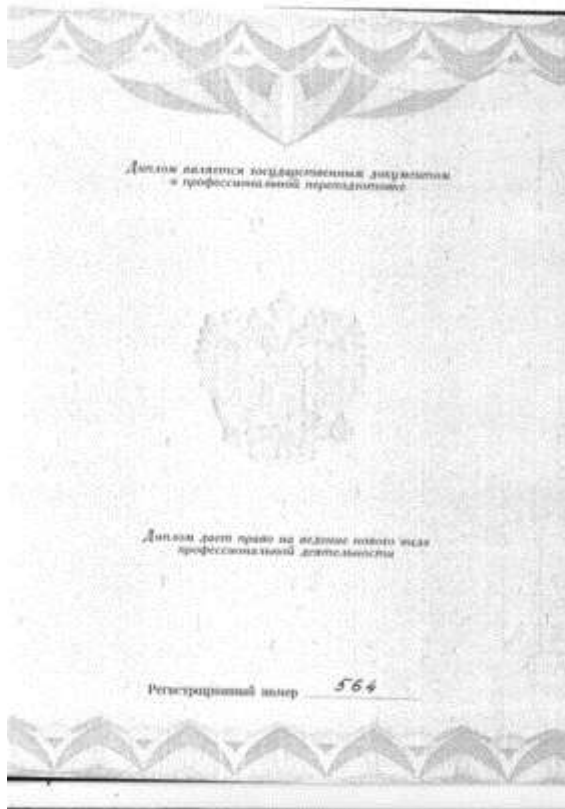 Диплом является государственным документом
о профессиональной переподготовке
Диплом дает право на ведение нового вида
профессиональной деятельности
Регистрационный номер 564